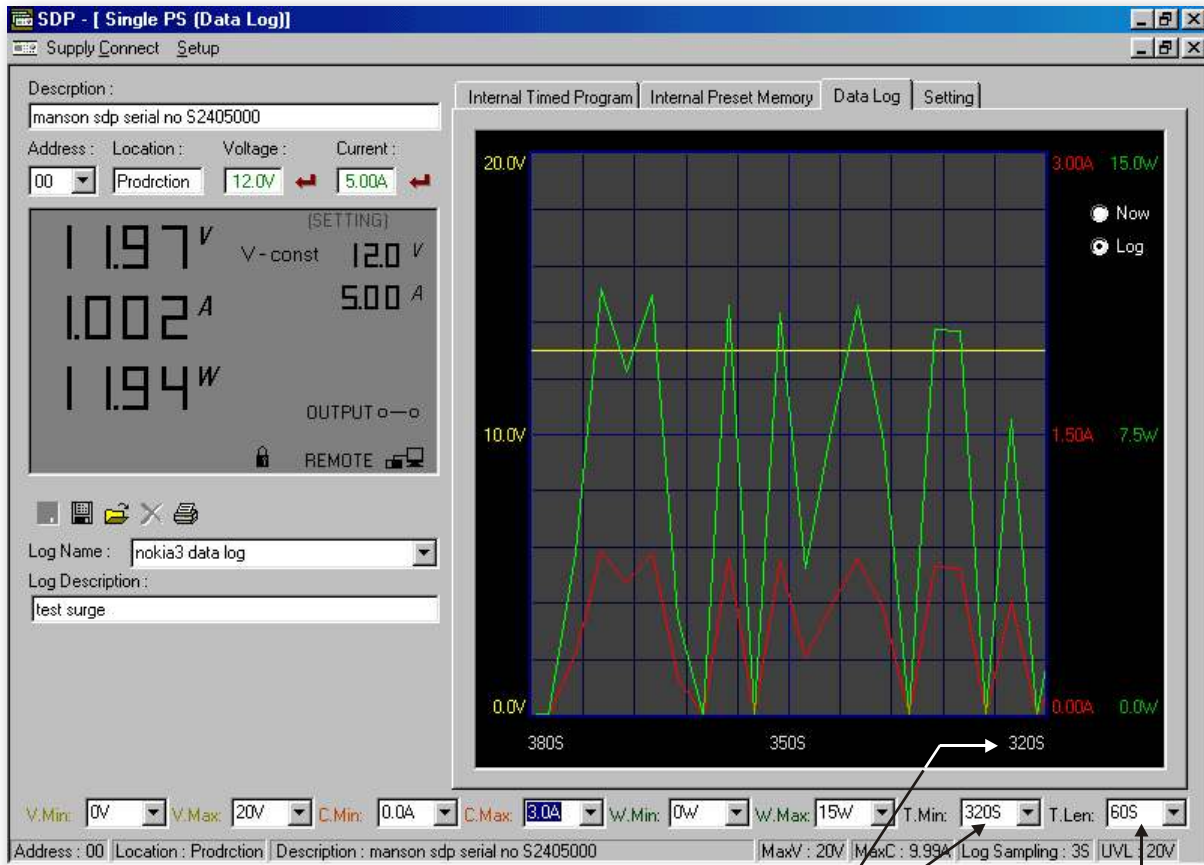 SDP - [ Single PS (Data Log)]
Supply Connect Setup
Descrption :
manson sdp serial no S2405000
Address : Location : Voltage : Current :
00 Prodrction 12.0V 5.00A
(SETTING)
11.97 V V-const 12.0 V
1.002 A 5.00 A
11.94 W
OUTPUT
REMOTE
Log Name : nokia3 data log
Log Description :
test surge
Internal Timed Program Internal Preset Memory Data Log Setting
20.0V 3.00A 15.0W
Now
Log
10.0V 1.50A 7.5W
0.0V 0.00A 0.0W
380S 350S 320S
V.Min: 0V V.Max: 20V C.Min: 0.0A C.Max: 3.0A W.Min: 0W W.Max: 15W T.Min: 320S T.Len: 60S
Address : 00 Location : Prodrction Description : manson sdp serial no S2405000 MaxV : 20V MaxC : 9.99A Log Sampling : 3S UVL : 20V